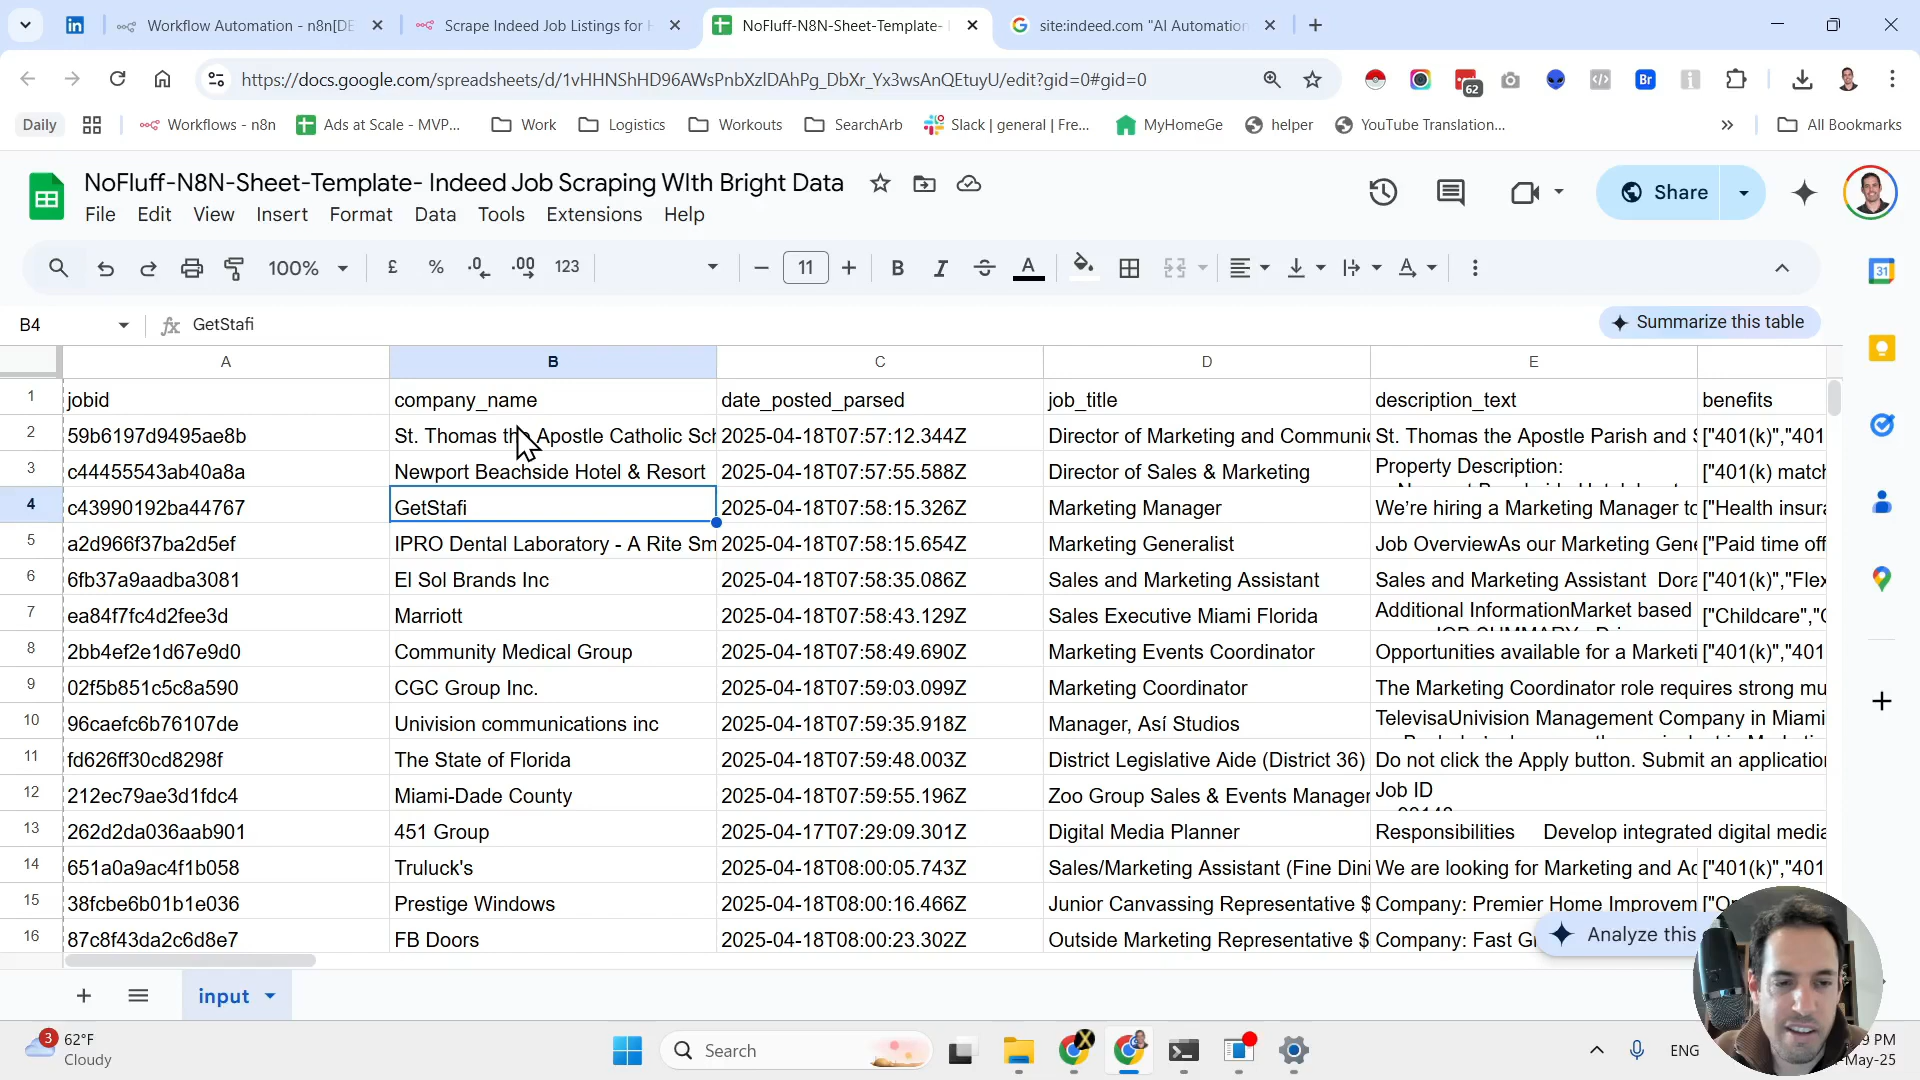 Workflow Automation - n8n[DE
Scrape Indeed Job Listings for H
NoFluff-N8N-Sheet-Template- I
site:indeed.com "AI Automation
https://docs.google.com/spreadsheets/d/1vHHNShHD96AWsPnbXzlDAhPg_DbXr_Yx3wsAnQEtuyU/edit?gid=0#gid=0
62
Br
Daily
Workflows - n8n
Ads at Scale - MVP...
Work
Logistics
Workouts
SearchArb
Slack | general | Fre...
MyHomeGe
helper
YouTube Translation...
All Bookmarks
NoFluff-N8N-Sheet-Template- Indeed Job Scraping WIth Bright Data
Share
File Edit View Insert Format Data Tools Extensions Help
100% £ % .0 .00 123 11 B I S A
31
B4 fx GetStafi
Summarize this table
A B C D E
1 jobid company_name date_posted_parsed job_title description_text benefits
2 59b6197d9495ae8b St. Thomas the Apostle Catholic Sch 2025-04-18T07:57:12.344Z Director of Marketing and Communic St. Thomas the Apostle Parish and S ["401(k)","401
3 c44455543ab40a8a Newport Beachside Hotel & Resort 2025-04-18T07:57:55.588Z Director of Sales & Marketing Property Description: ["401(k) match
4 c43990192ba44767 GetStafi 2025-04-18T07:58:15.326Z Marketing Manager We're hiring a Marketing Manager to ["Health insura
5 a2d966f37ba2d5ef IPRO Dental Laboratory - A Rite Sm 2025-04-18T07:58:15.654Z Marketing Generalist Job OverviewAs our Marketing Gene ["Paid time off
6 6fb37a9aadba3081 El Sol Brands Inc 2025-04-18T07:58:35.086Z Sales and Marketing Assistant Sales and Marketing Assistant Dora ["401(k)","Flex
7 ea84f7fc4d2fee3d Marriott 2025-04-18T07:58:43.129Z Sales Executive Miami Florida Additional InformationMarket based ["Childcare","C
8 2bb4ef2e1d67e9d0 Community Medical Group 2025-04-18T07:58:49.690Z Marketing Events Coordinator Opportunities available for a Marketi ["401(k)","401
9 02f5b851c5c8a590 CGC Group Inc. 2025-04-18T07:59:03.099Z Marketing Coordinator The Marketing Coordinator role requires strong mu
10 96caefc6b76107de Univision communications inc 2025-04-18T07:59:35.918Z Manager, Así Studios TelevisaUnivision Management Company in Miami
11 fd626ff30cd8298f The State of Florida 2025-04-18T07:59:48.003Z District Legislative Aide (District 36) Do not click the Apply button. Submit an application
12 212ec79ae3d1fdc4 Miami-Dade County 2025-04-18T07:59:55.196Z Zoo Group Sales & Events Manager Job ID
13 262d2da036aab901 451 Group 2025-04-17T07:29:09.301Z Digital Media Planner Responsibilities Develop integrated digital media
14 651a0a9ac4f1b058 Truluck's 2025-04-18T08:00:05.743Z Sales/Marketing Assistant (Fine Dini We are looking for Marketing and Ac ["401(k)","401
15 38fcbe6b01b1e036 Prestige Windows 2025-04-18T08:00:16.466Z Junior Canvassing Representative $ Company: Premier Home Improvem ["Op
16 87c8f43da2c6d8e7 FB Doors 2025-04-18T08:00:23.302Z Outside Marketing Representative $ Company: Fast G
Analyze this
input
3 62°F
Cloudy
Search
ENG
9 PM
-May-25